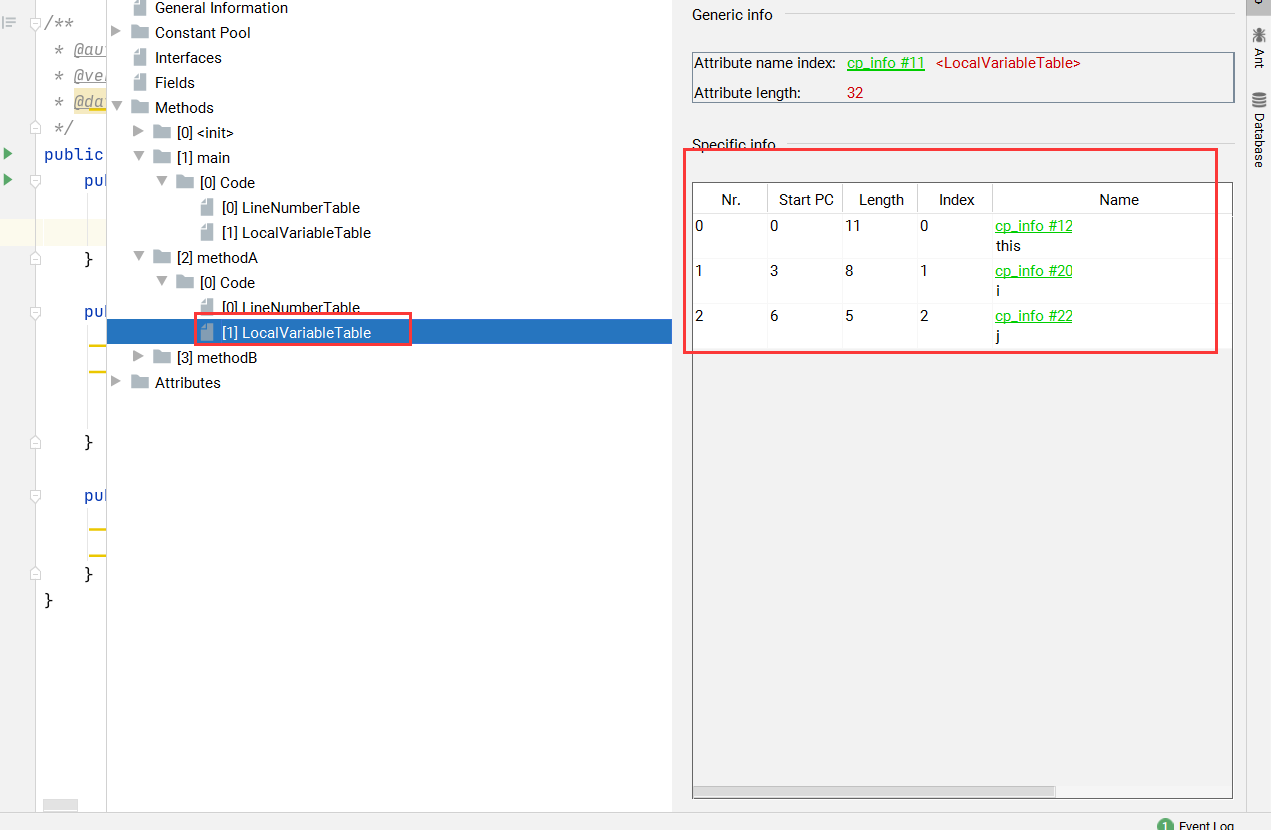 /**
* @au
* @ve
* @da
*/
public
pu
}
pu
}
pu
}
}
General Information
Constant Pool
Interfaces
Fields
Methods
[0] <init>
[1] main
[0] Code
[0] LineNumberTable
[1] LocalVariableTable
[2] methodA
[0] Code
[0] LineNumberTable
[1] LocalVariableTable
[3] methodB
Attributes
Generic info
Attribute name index: cp_info #11 <LocalVariableTable>
Attribute length: 32
Specific info
Nr. Start PC Length Index Name
0 0 11 0 cp_info #12
this
1 3 8 1 cp_info #20
i
2 6 5 2 cp_info #22
j
Ant
Database
1 Event Log